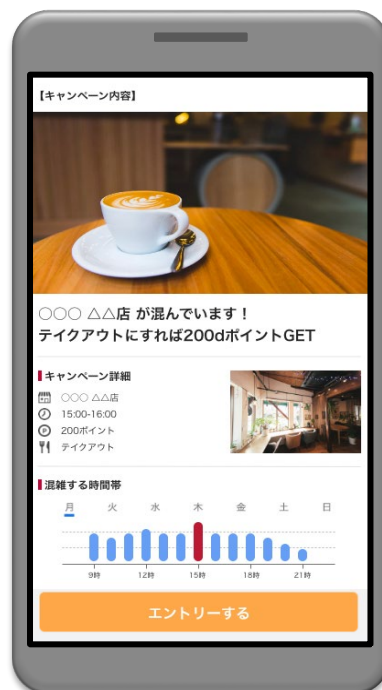 【キャンペーン内容】
○○○ △△店 が混んでいます！
テイクアウトにすれば200dポイントGET
キャンペーン詳細
○○○ △△店
15:00-16:00
P 200ポイント
テイクアウト
混雑する時間帯
月 火 水 木 金 土 日
9時 12時 15時 18時 21時
エントリーする